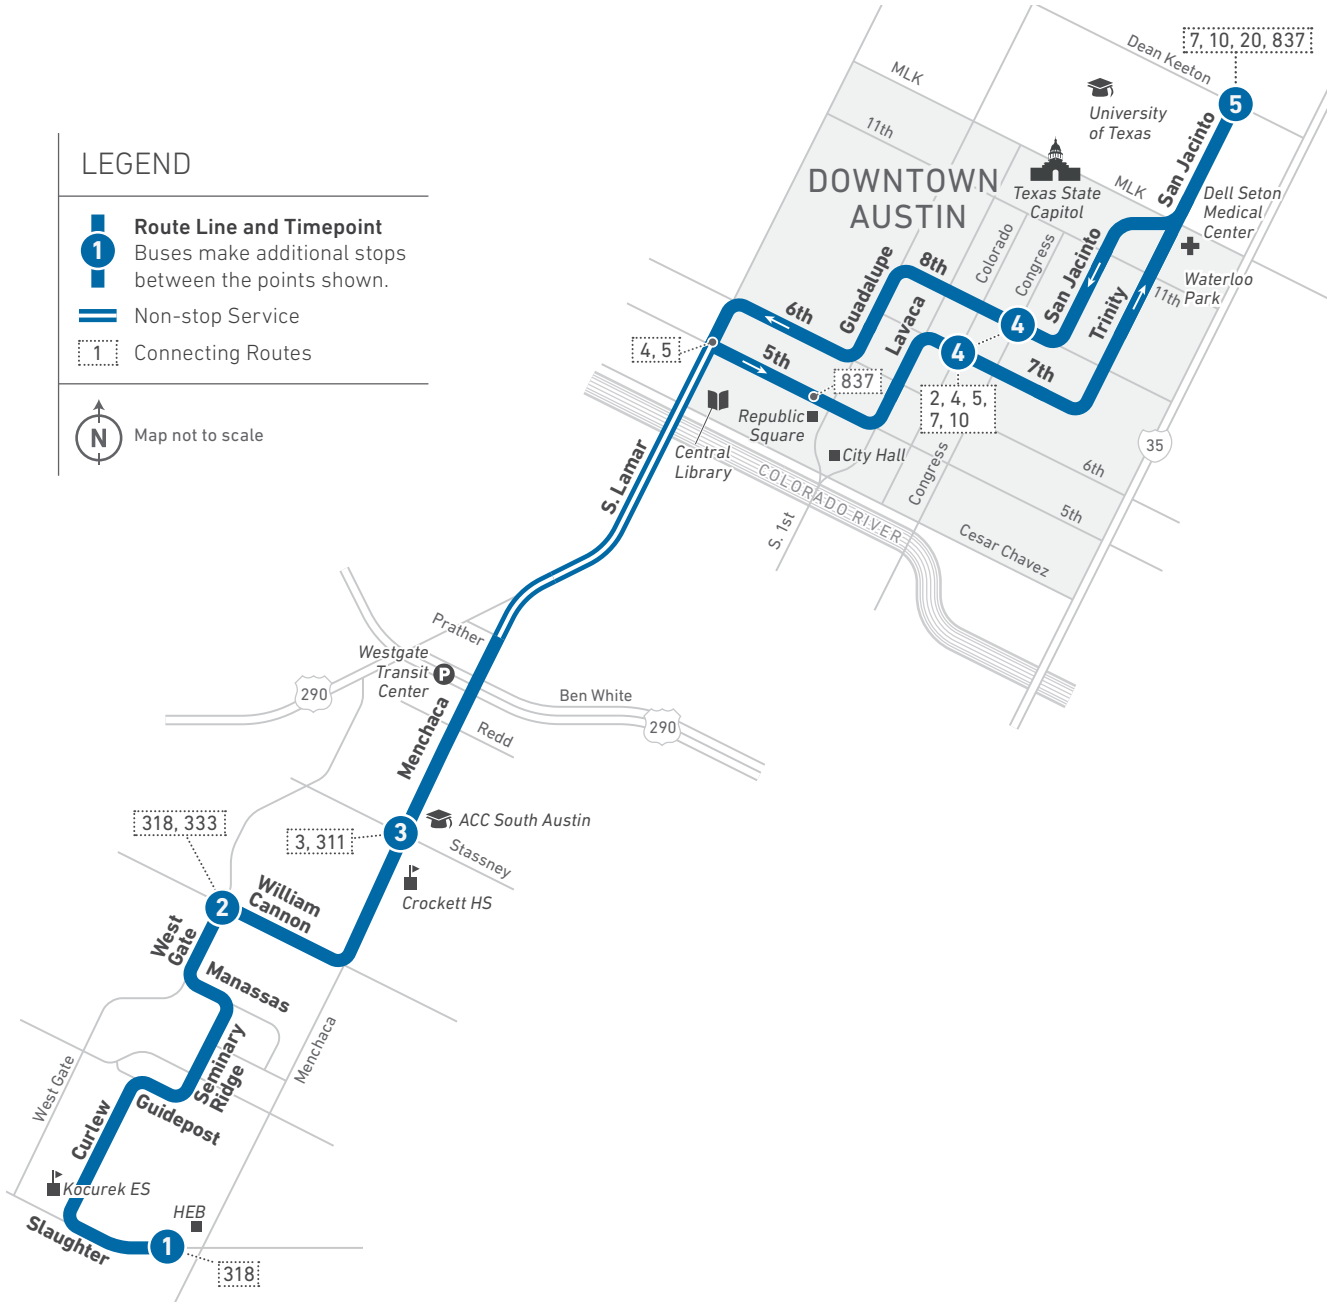 LEGEND
1
Route Line and Timepoint
Buses make additional stops
between the points shown.
Non-stop Service
1
Connecting Routes
N
Map not to scale
7, 10, 20, 837
Dean Keeton
5
MLK
University
of Texas
11th
San Jacinto
DOWNTOWN
AUSTIN
Texas State
Capitol
MLK
Dell Seton
Medical
Center
Waterloo
Park
11th
Colorado
Congress
San Jacinto
Trinity
8th
Guadalupe
Lavaca
6th
5th
4
4
7th
4, 5
837
2, 4, 5,
7, 10
Republic
Square
City Hall
Central
Library
Congress
35
6th
5th
COLORADO RIVER
S. 1st
Cesar Chavez
S. Lamar
Prather
Westgate
Transit
Center
P
290
Ben White
290
Redd
Menchaca
318, 333
3, 311
3
ACC South Austin
Stassney
Crockett HS
2
William
Cannon
West
Gate
Manassas
Seminary
Ridge
Menchaca
West Gate
Guidepost
Curlew
Kocurek ES
HEB
Slaughter
1
318